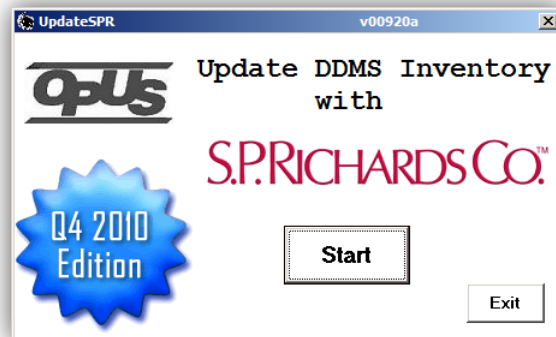 UpdateSPR v00920a
OPUS
Update DDMS Inventory
with
S.P. RICHARDS CO.™
Q4 2010
Edition
Start
Exit